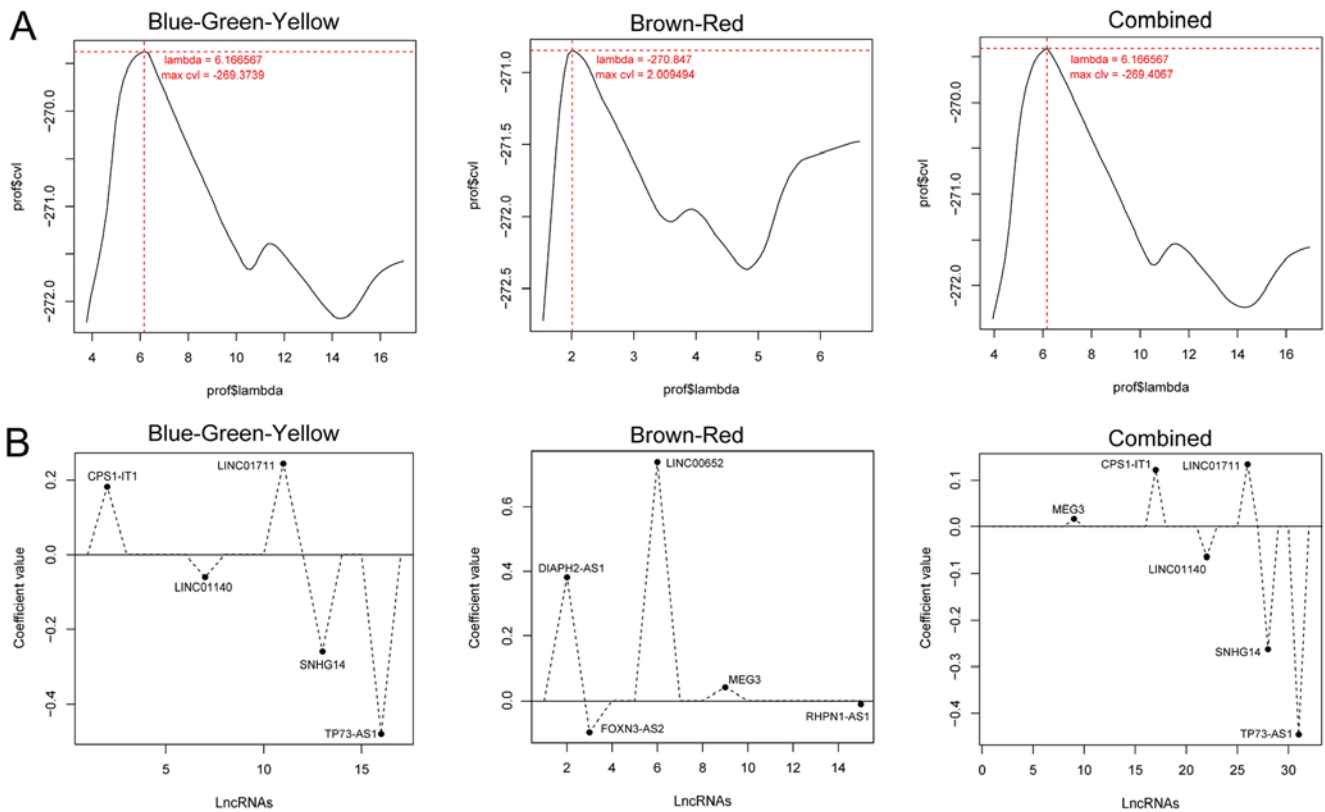 A
Blue-Green-Yellow
Brown-Red
Combined
lambda = 6.166567
max cvl = -269.3739
prof$cvl
-270.0
-271.0
-272.0
4 6 8 10 12 14 16
prof$lambda
lambda = -270.847
max cvl = 2.009494
prof$cvl
-271.0
-271.5
-272.0
-272.5
2 3 4 5 6
prof$lambda
lambda = 6.166567
max clv = -269.4067
prof$cvl
-270.0
-271.0
-272.0
4 6 8 10 12 14 16
prof$lambda
B
Blue-Green-Yellow
Brown-Red
Combined
Coefficient value
0.2
0.0
-0.2
-0.4
CPS1-IT1
LINC01711
LINC01140
SNHG14
TP73-AS1
5 10 15
LncRNAs
Coefficient value
0.6
0.4
0.2
0.0
LINC00652
DIAPH2-AS1
MEG3
FOXN3-AS2
RHPN1-AS1
2 4 6 8 10 12 14
LncRNAs
Coefficient value
0.1
0.0
-0.1
-0.2
-0.3
-0.4
CPS1-IT1
LINC01711
MEG3
LINC01140
SNHG14
TP73-AS1
0 5 10 15 20 25 30
LncRNAs